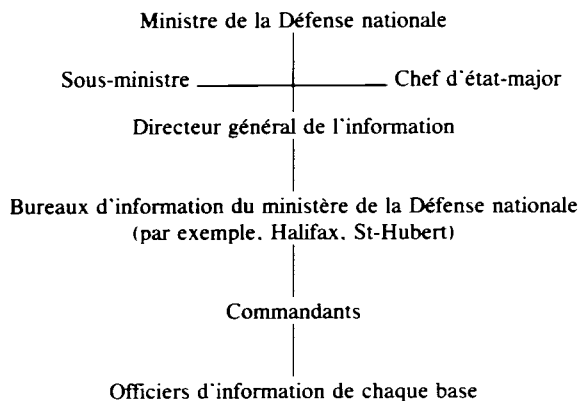 Ministre de la Défense nationale
Sous-ministre Chef d'état-major
Directeur général de l'information
Bureaux d'information du ministère de la Défense nationale
(par exemple. Halifax. St-Hubert)
Commandants
Officiers d'information de chaque base